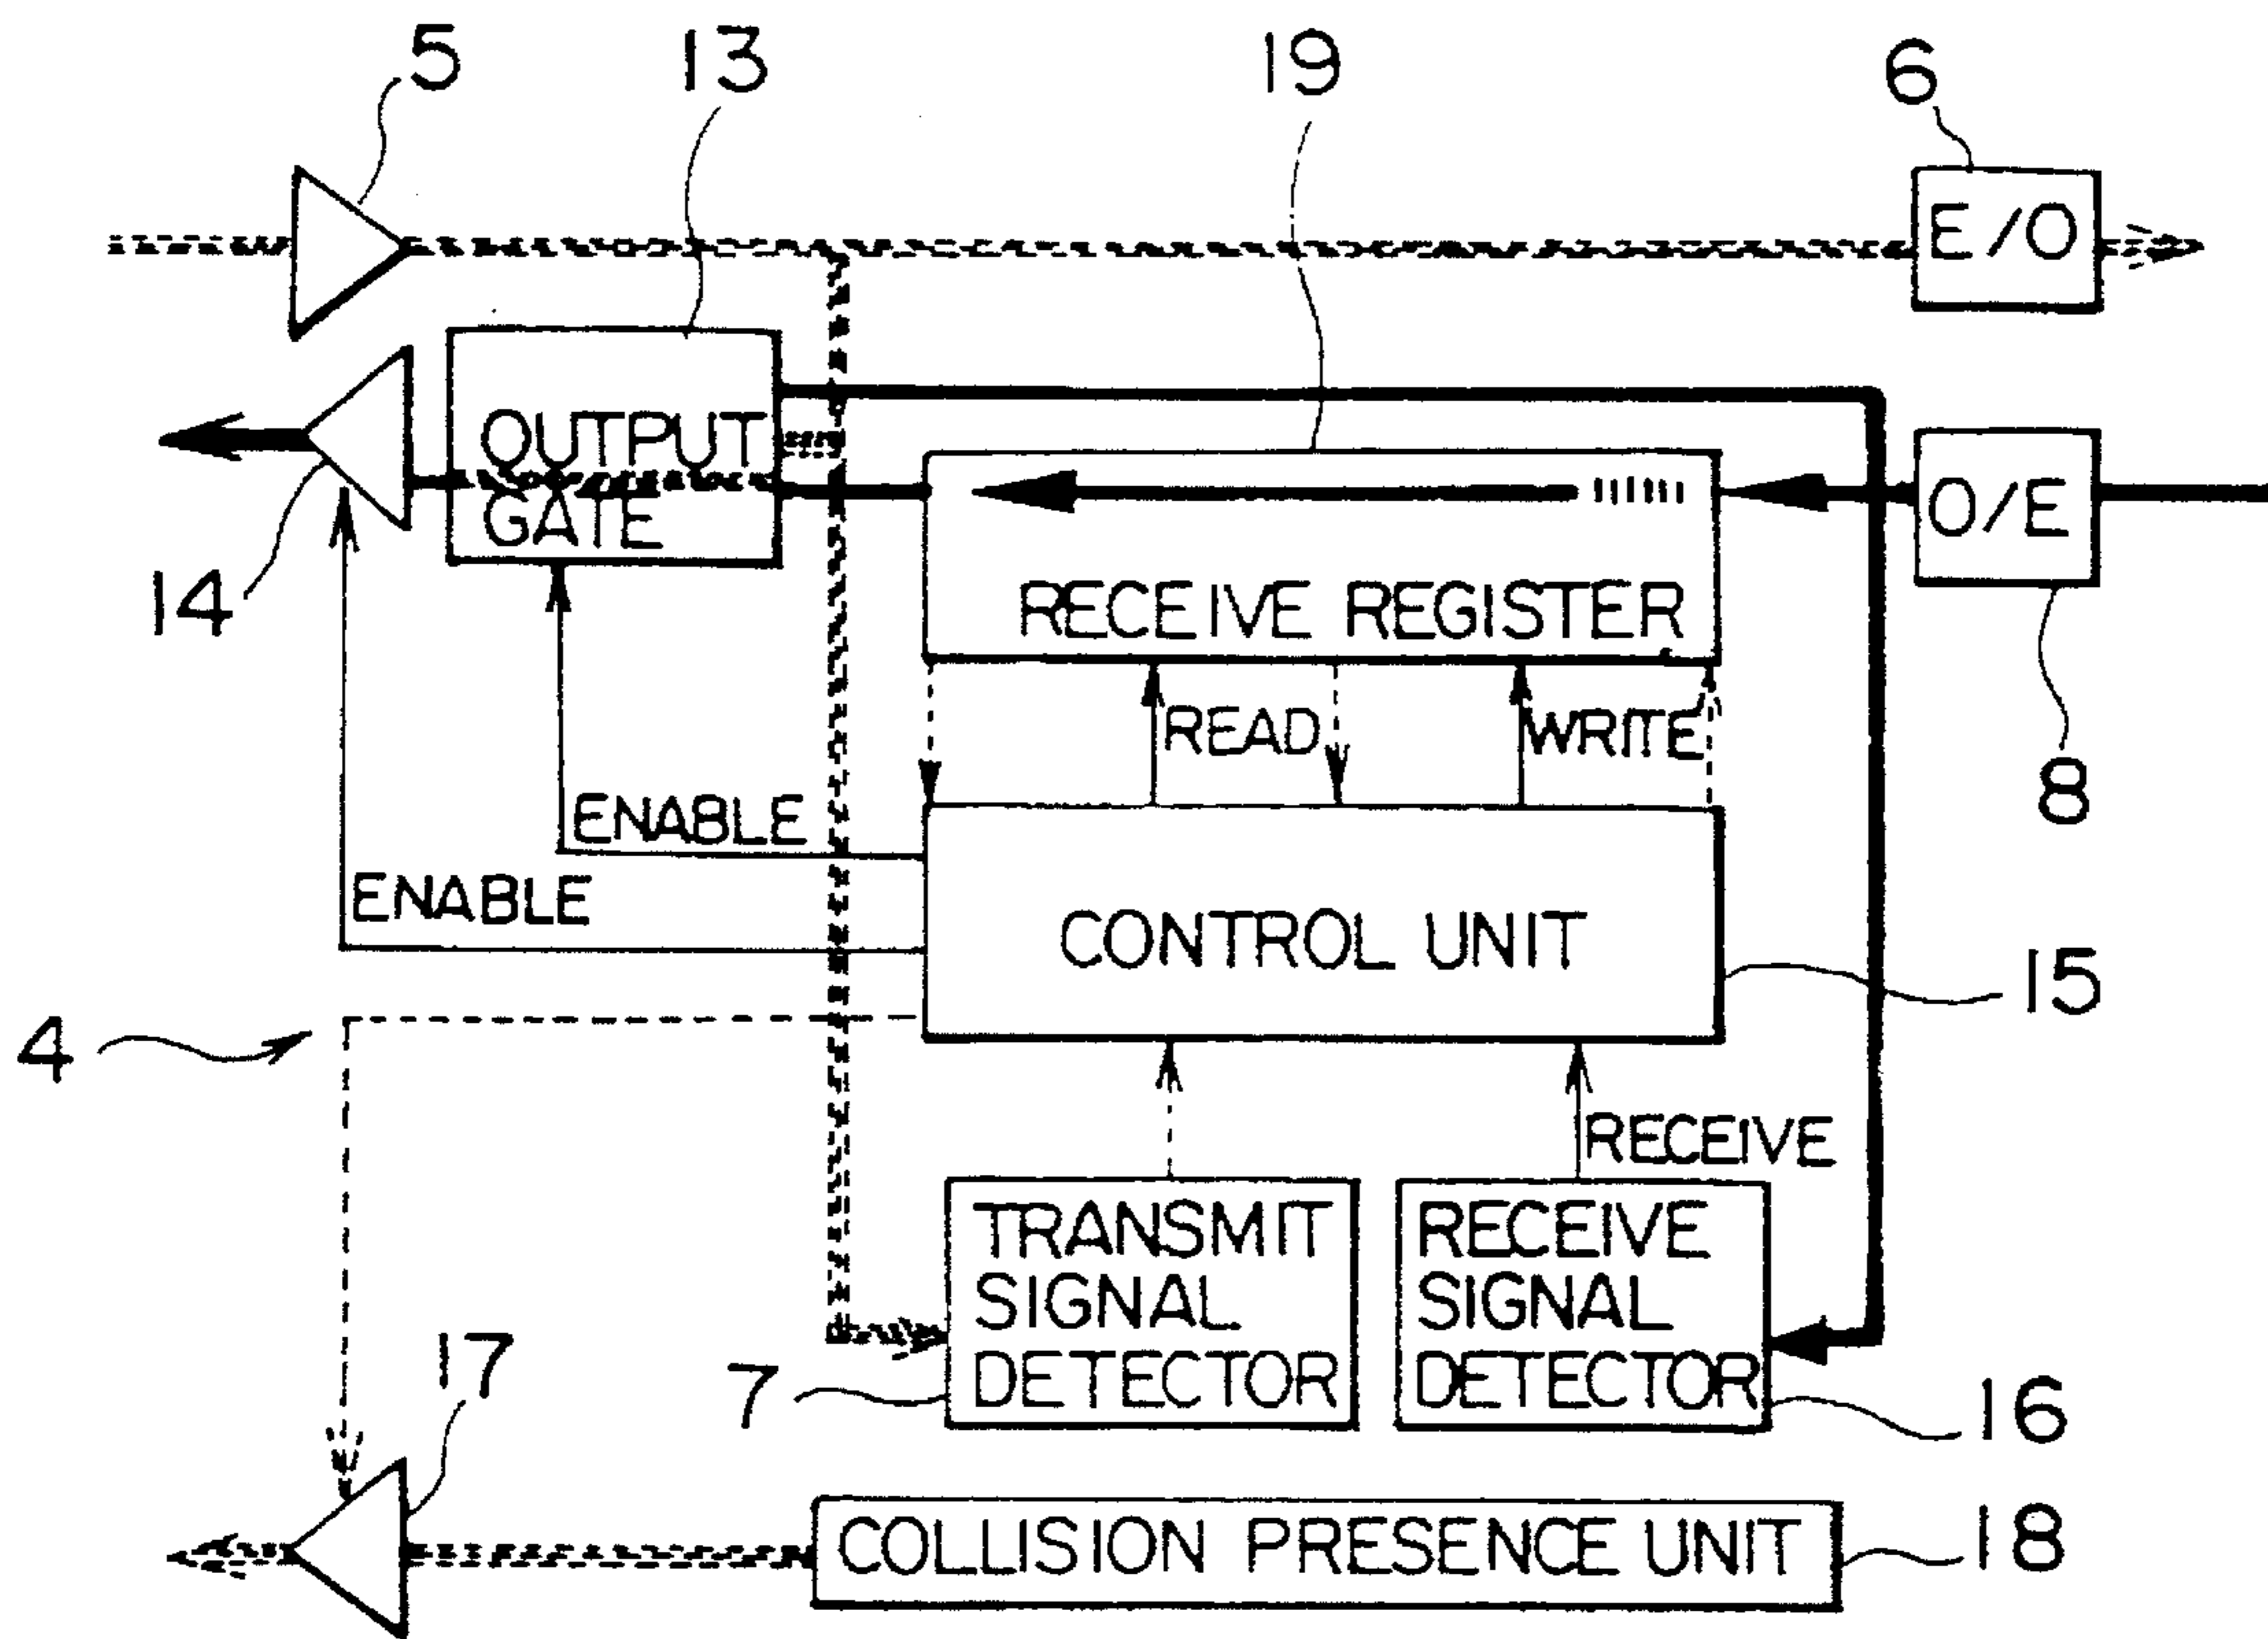 5
13
19
6
E/O
OUTPUT
GATE
O/E
14
RECEIVE REGISTER
READ
WRITE
8
ENABLE
ENABLE
CONTROL UNIT
15
4
RECEIVE
TRANSMIT
SIGNAL
DETECTOR
RECEIVE
SIGNAL
DETECTOR
17
7
16
COLLISION PRESENCE UNIT
18